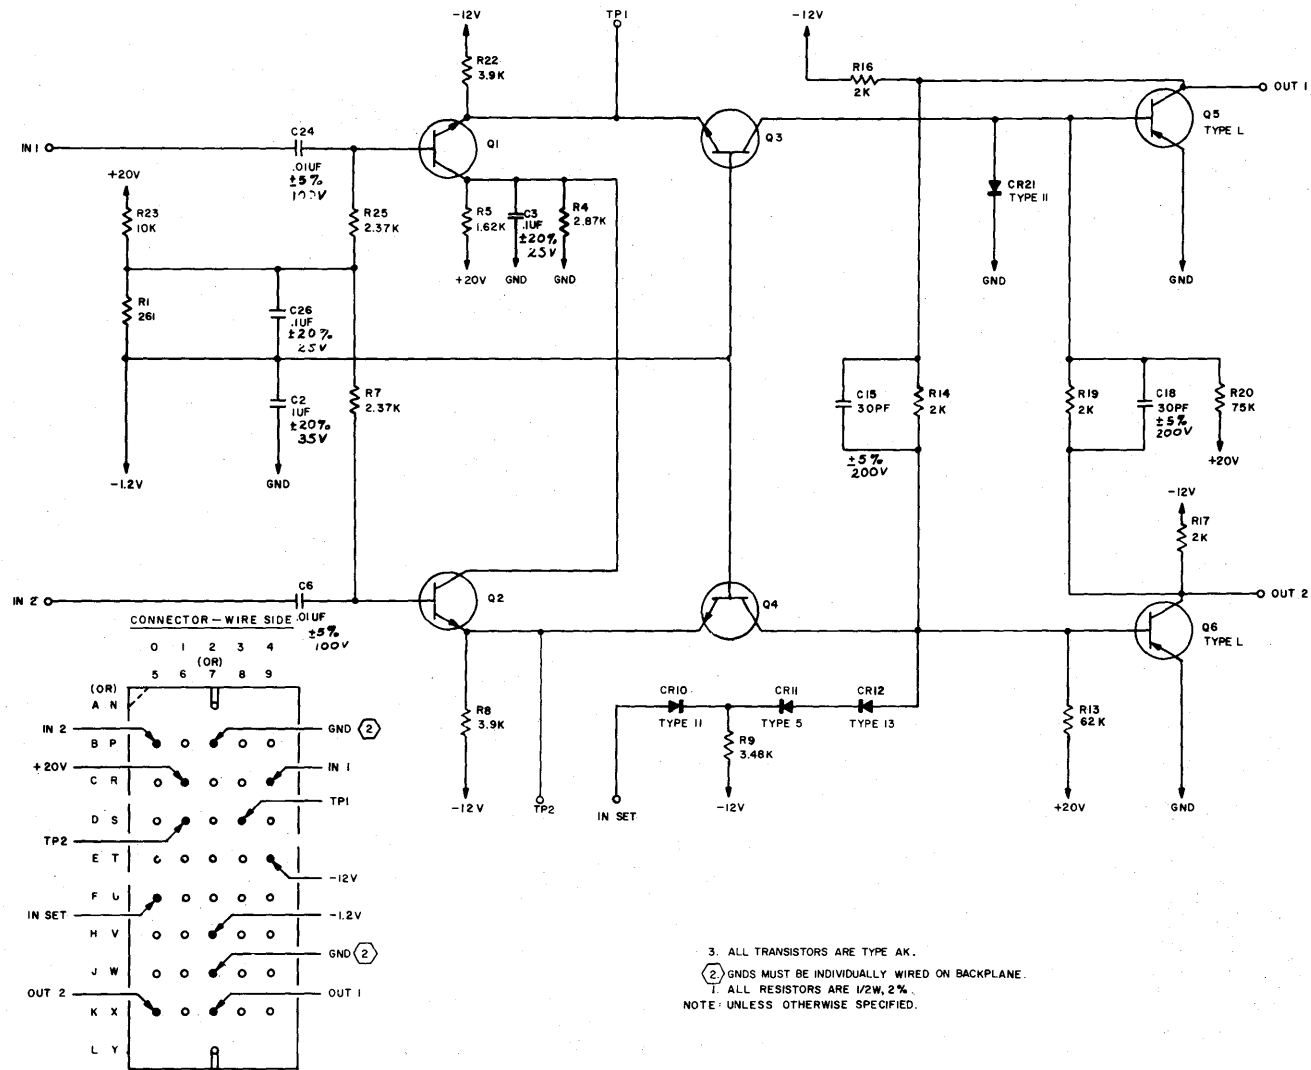 -12V
TP1
-12V
R22
3.9K
R16
2K
OUT 1
Q5
TYPE L
IN 1
C24
.01UF
±5%
100V
Q1
Q3
+20V
R23
10K
R25
2.37K
R5
1.62K
C3
.1UF
±20%
25V
R4
2.87K
CR21
TYPE 11
+20V
GND
GND
GND
GND
R1
261
C26
.1UF
±20%
25V
C2
1UF
±20%
35V
R7
2.37K
C15
30PF
±5%
200V
R14
2K
R19
2K
C18
30PF
±5%
200V
R20
75K
+20V
-1.2V
GND
-12V
R17
2K
IN 2
C6
.01UF
±5%
100V
Q2
Q4
OUT 2
Q6
TYPE L
CONNECTOR — WIRE SIDE
0 1 2 3 4
(OR)
5 6 7 8 9
(OR)
A N
IN 2
B P
GND 2
+20V
C R
IN 1
D S
TP1
TP2
E T
-12V
F U
IN SET
H V
-1.2V
J W
GND 2
OUT 2
K X
OUT 1
L Y
R8
3.9K
-12V
TP2
CR10
TYPE 11
CR11
TYPE 5
CR12
TYPE 13
R9
3.48K
IN SET
-12V
R13
62K
+20V
GND
3. ALL TRANSISTORS ARE TYPE AK.
2. GNDS MUST BE INDIVIDUALLY WIRED ON BACKPLANE.
1. ALL RESISTORS ARE 1/2W, 2%.
NOTE: UNLESS OTHERWISE SPECIFIED.